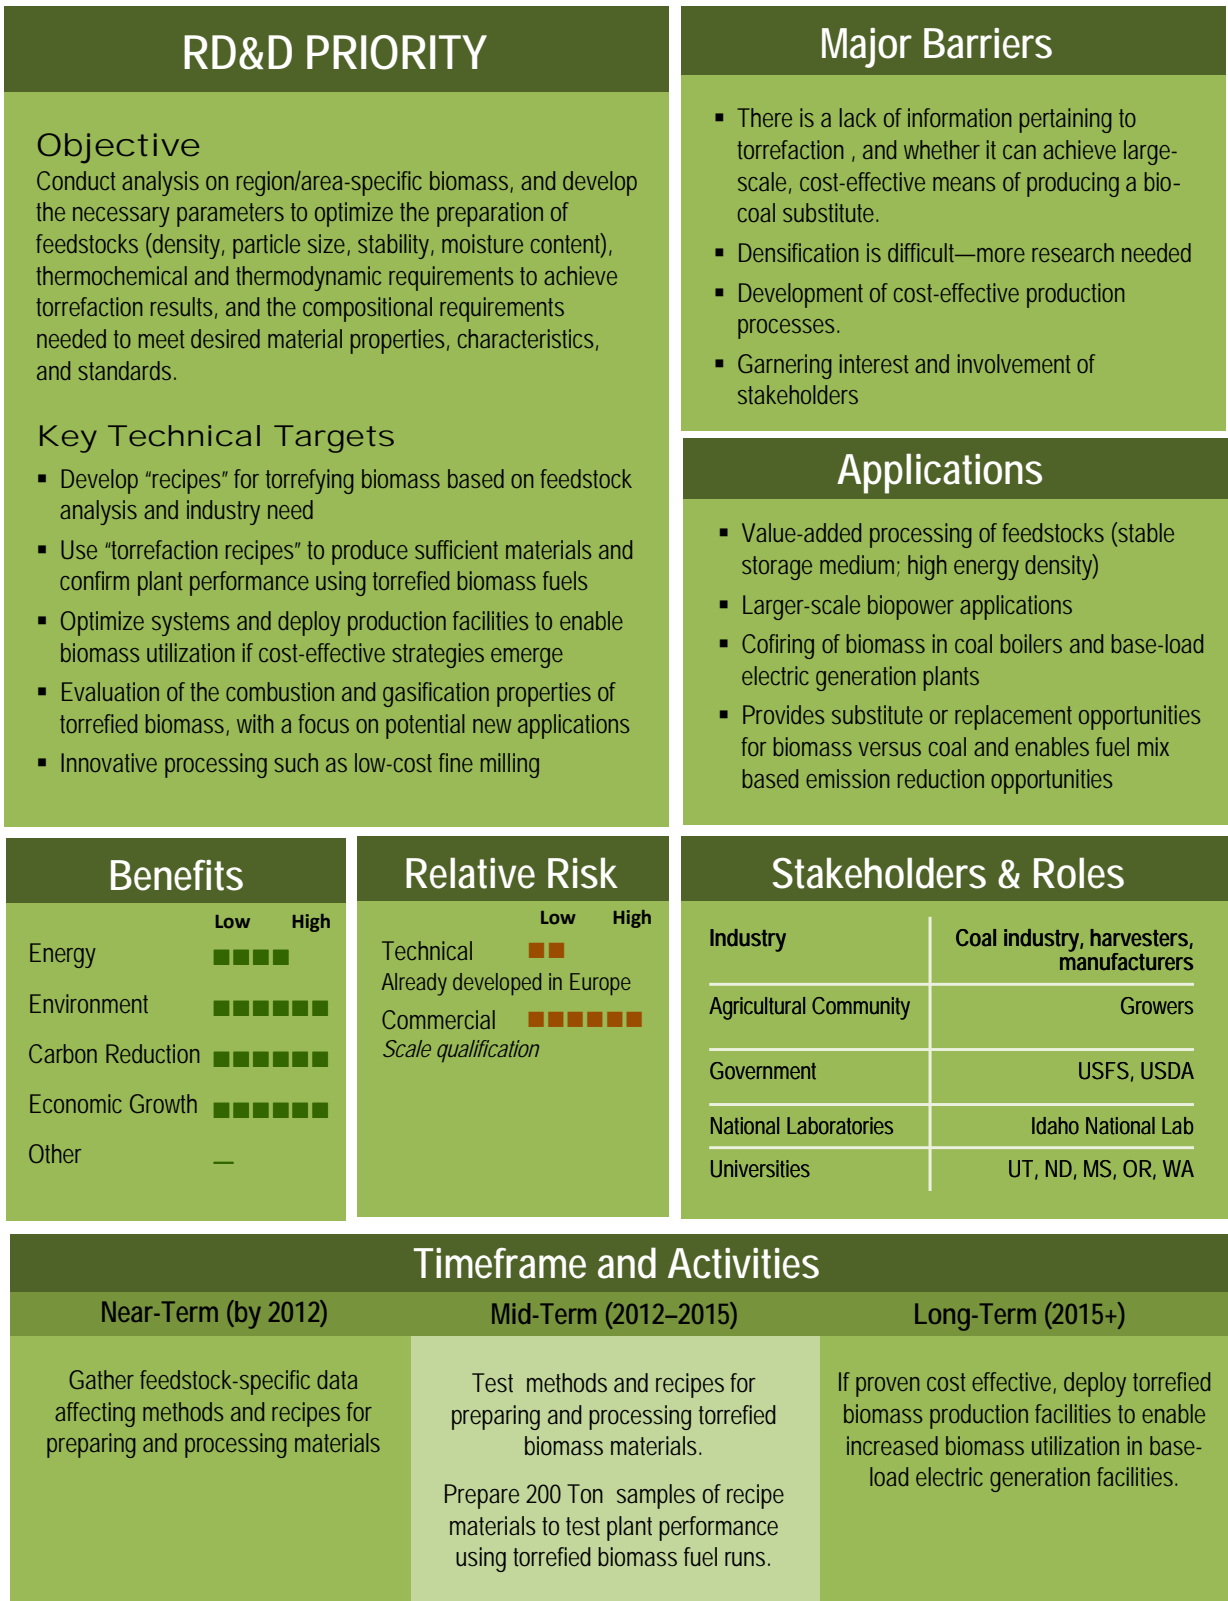 RD&D PRIORITY
Objective
Conduct analysis on region/area-specific biomass, and develop
the necessary parameters to optimize the preparation of
feedstocks (density, particle size, stability, moisture content),
thermochemical and thermodynamic requirements to achieve
torrefaction results, and the compositional requirements
needed to meet desired material properties, characteristics,
and standards.
Key Technical Targets
▪ Develop “recipes” for torrefying biomass based on feedstock
analysis and industry need
▪ Use “torrefaction recipes” to produce sufficient materials and
confirm plant performance using torrefied biomass fuels
▪ Optimize systems and deploy production facilities to enable
biomass utilization if cost-effective strategies emerge
▪ Evaluation of the combustion and gasification properties of
torrefied biomass, with a focus on potential new applications
▪ Innovative processing such as low-cost fine milling
Major Barriers
▪ There is a lack of information pertaining to
torrefaction , and whether it can achieve large-
scale, cost-effective means of producing a bio-
coal substitute.
▪ Densification is difficult—more research needed
▪ Development of cost-effective production
processes.
▪ Garnering interest and involvement of
stakeholders
Applications
▪ Value-added processing of feedstocks (stable
storage medium; high energy density)
▪ Larger-scale biopower applications
▪ Cofiring of biomass in coal boilers and base-load
electric generation plants
▪ Provides substitute or replacement opportunities
for biomass versus coal and enables fuel mix
based emission reduction opportunities
Benefits
Low High
Energy ■■■■
Environment ■■■■■■
Carbon Reduction ■■■■■■
Economic Growth ■■■■■■
Other —
Relative Risk
Low High
Technical ■■
Already developed in Europe
Commercial ■■■■■■
Scale qualification
Stakeholders & Roles
Industry Coal industry, harvesters,
manufacturers
Agricultural Community Growers
Government USFS, USDA
National Laboratories Idaho National Lab
Universities UT, ND, MS, OR, WA
Timeframe and Activities
Near-Term (by 2012)
Gather feedstock-specific data
affecting methods and recipes for
preparing and processing materials
Mid-Term (2012–2015)
Test methods and recipes for
preparing and processing torrefied
biomass materials.
Prepare 200 Ton samples of recipe
materials to test plant performance
using torrefied biomass fuel runs.
Long-Term (2015+)
If proven cost effective, deploy torrefied
biomass production facilities to enable
increased biomass utilization in base-
load electric generation facilities.